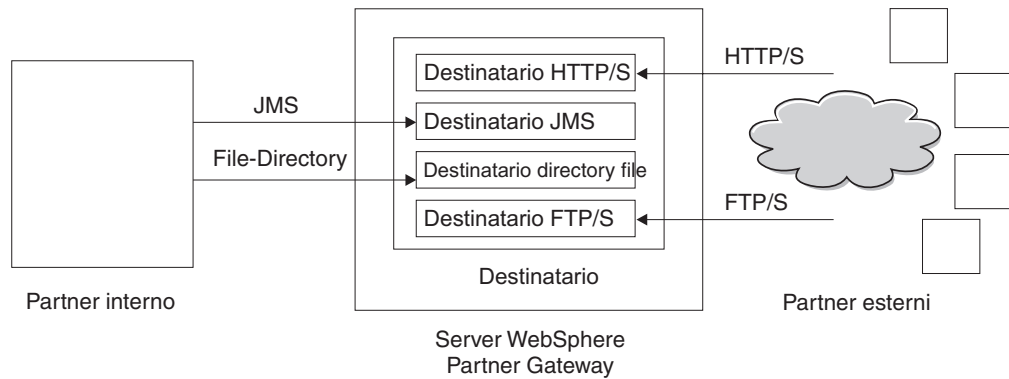 JMS
File-Directory
Partner interno
Destinatario HTTP/S
Destinatario JMS
Destinatario directory file
Destinatario FTP/S
Destinatario
Server WebSphere
Partner Gateway
HTTP/S
FTP/S
Partner esterni